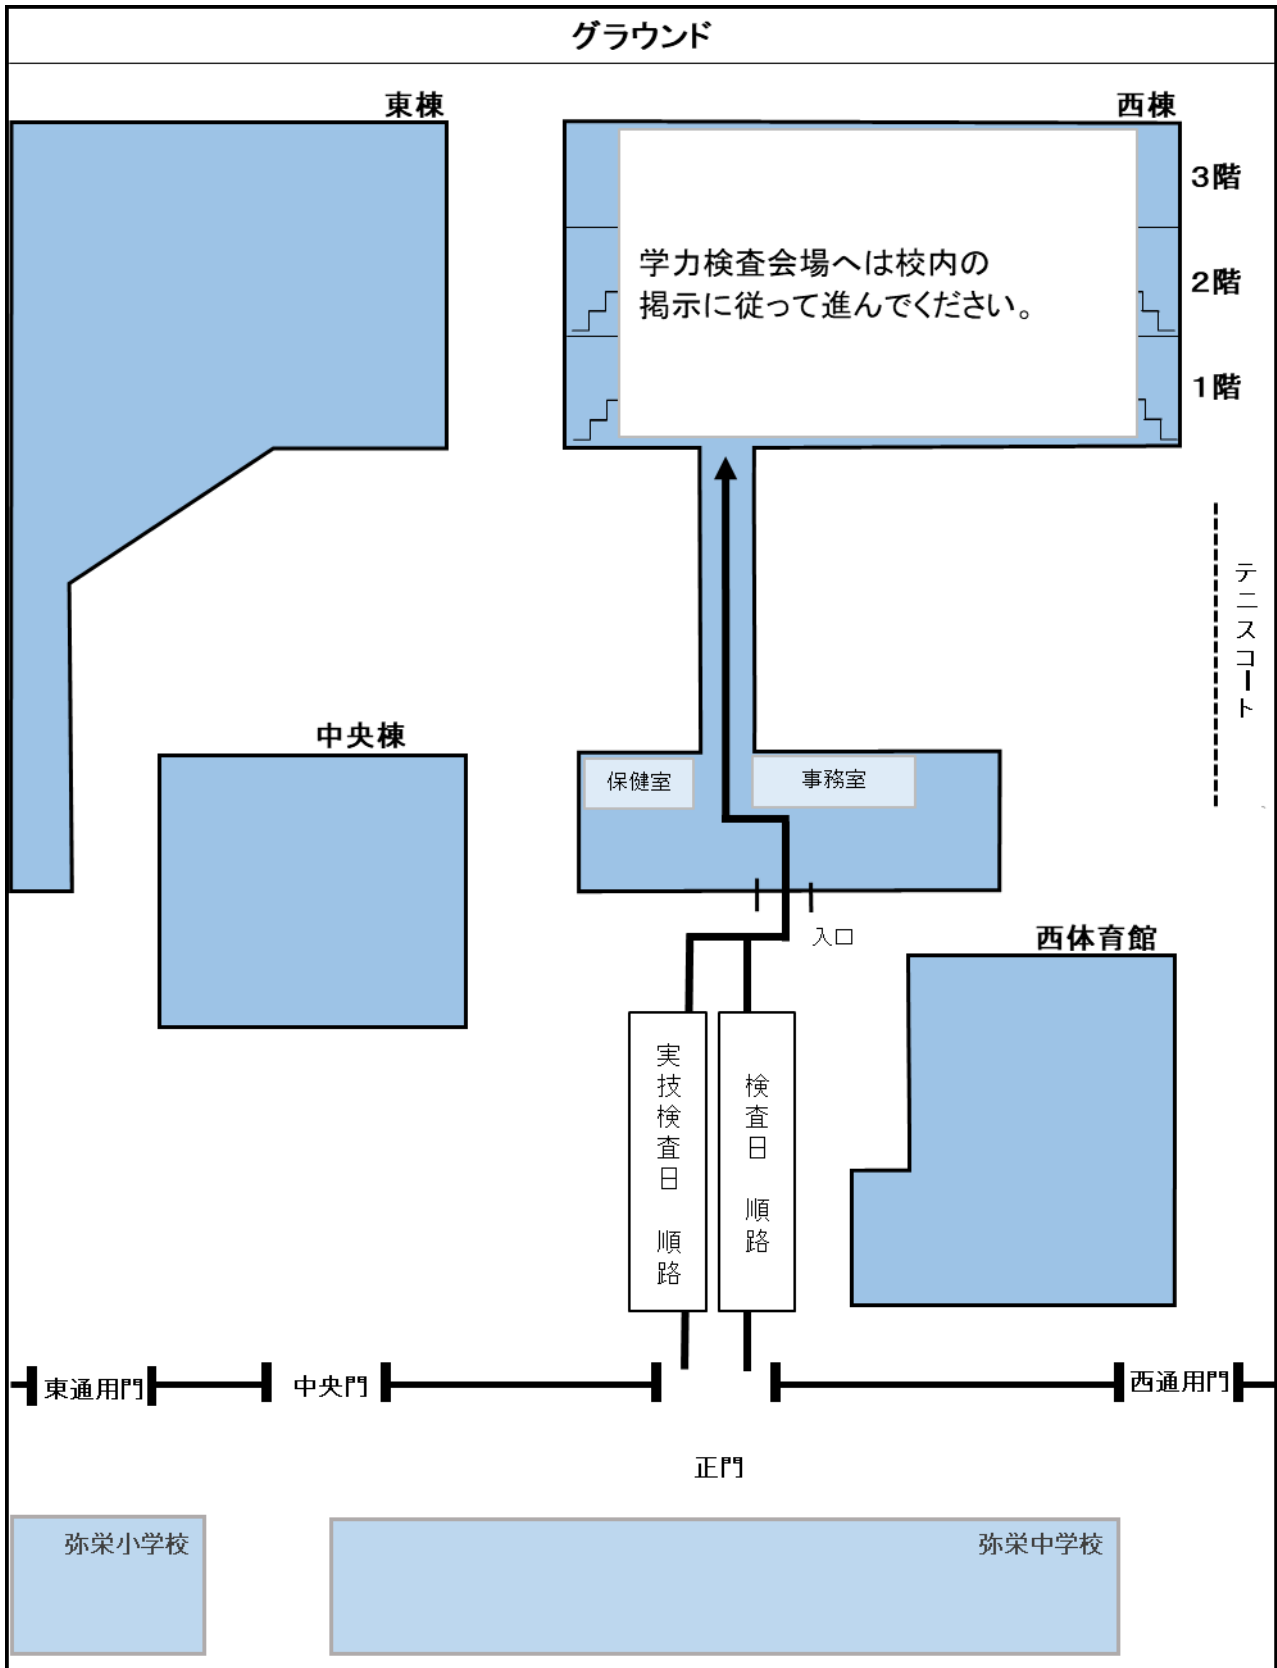 グラウンド
東棟
西棟
3階
学力検査会場へは校内の
掲示に従って進んでください。
2階
1階
テニスコート
中央棟
保健室
事務室
入口
西体育館
実技検査日　順路
検査日　順路
東通用門
中央門
西通用門
正門
弥栄小学校
弥栄中学校